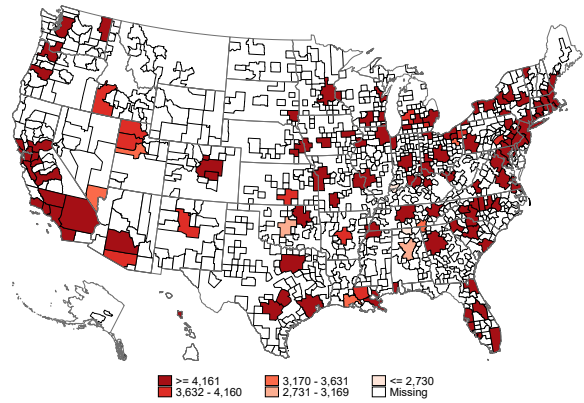 >= 4,161 3,170 - 3,631 <= 2,730
3,632 - 4,160 2,731 - 3,169 Missing